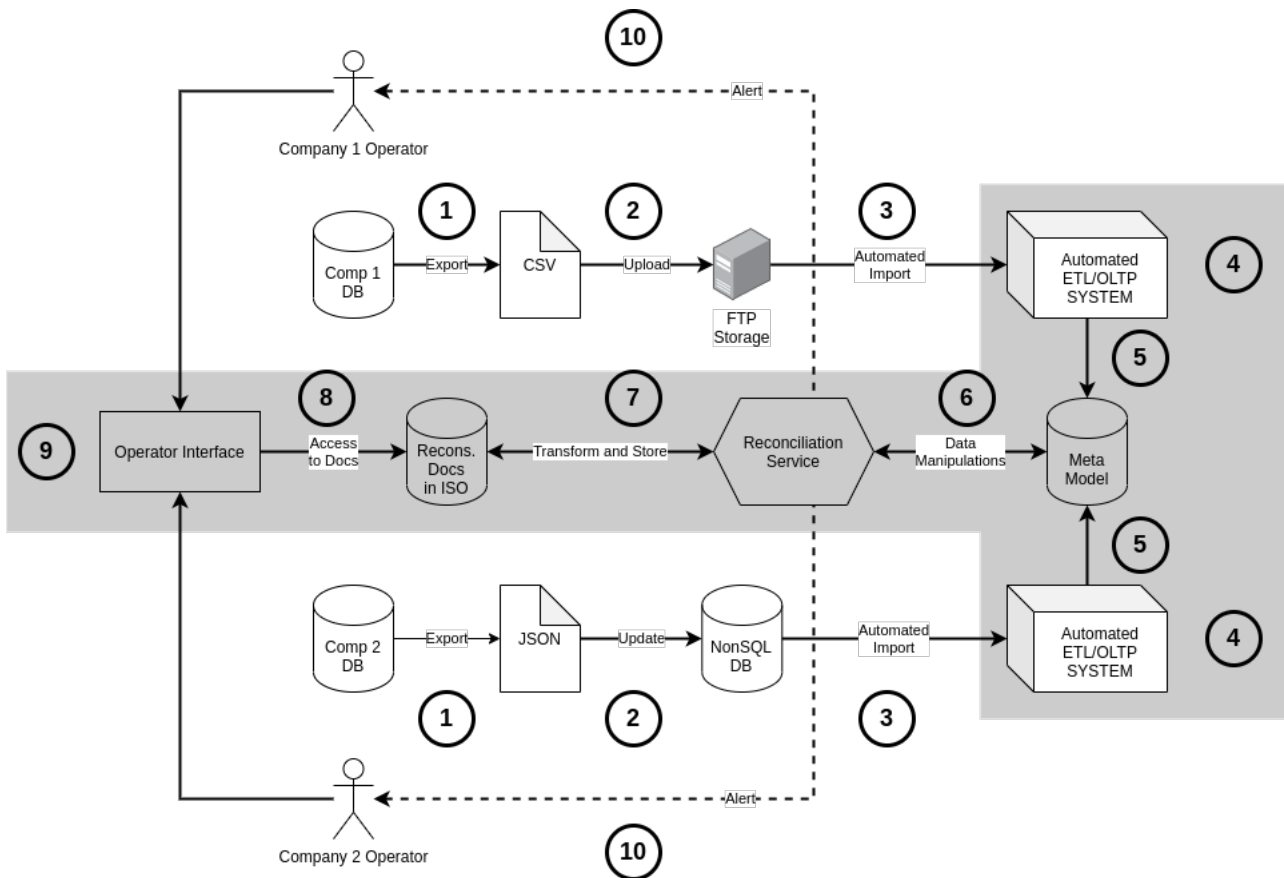 10
Alert
Company 1 Operator
1
2
3
Comp 1
DB
Export
CSV
Upload
FTP
Storage
Automated
Import
Automated
ETL/OLTP
SYSTEM
4
5
8
7
6
9
Operator Interface
Access
to Docs
Recons.
Docs
in ISO
Transform and Store
Reconciliation
Service
Data
Manipulations
Meta
Model
5
Comp 2
DB
Export
JSON
Update
NonSQL
DB
Automated
Import
Automated
ETL/OLTP
SYSTEM
4
1
2
3
Alert
Company 2 Operator
10